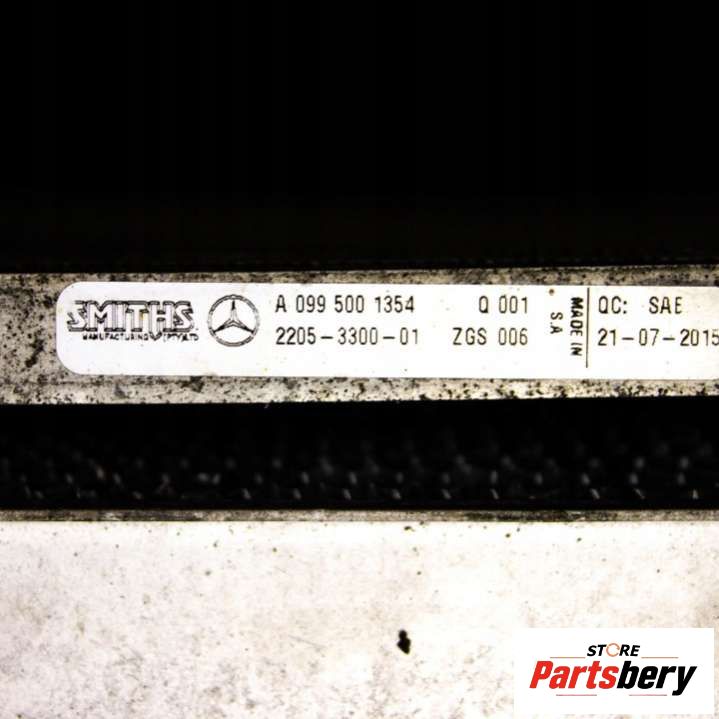 SMITHS
MANUFACTURING (PTY) LTD
A 099 500 1354 Q 001
2205-3300-01 ZGS 006
MADE IN
S.A
QC: SAE
21-07-2015
STORE
Partsbery